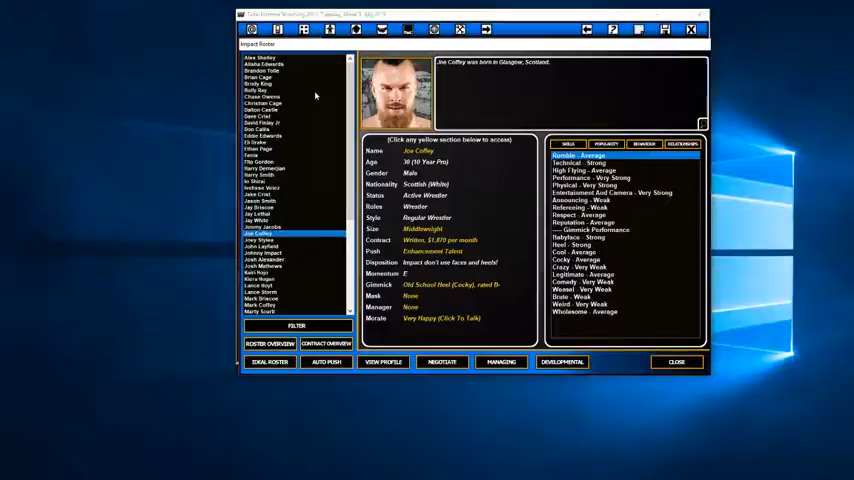 Impact Roster
Alex Shelley
Alisha Edwards
Brandon Tolle
Brian Cage
Brody King
Bully Ray
Chase Owens
Christian Cage
Dalton Castle
Dave Crist
David Finlay Jr
Don Callis
Eddie Edwards
Eli Drake
Ethan Page
Fenix
Flip Gordon
Harry Demerjian
Harry Smith
Io Shirai
Ivelisse Velez
Jake Crist
Jason Smith
Jay Briscoe
Jay Lethal
Jay White
Jimmy Jacobs
Joe Coffey
Joey Styles
John Layfield
Johnny Impact
Josh Alexander
Josh Mathews
Kairi Hojo
Kiera Hogan
Lance Hoyt
Lance Storm
Mark Briscoe
Mark Coffey
Marty Scurll
FILTER
ROSTER OVERVIEW
CONTRACT OVERVIEW
Joe Coffey was born in Glasgow, Scotland.
(Click any yellow section below to access)
Name Joe Coffey
Age 30 (10 Year Pro)
Gender Male
Nationality Scottish (White)
Status Active Wrestler
Roles Wrestler
Style Regular Wrestler
Size Middleweight
Contract Written, $1,870 per month
Push Enhancement Talent
Disposition Impact don't use faces and heels!
Momentum E
Gimmick Old School Heel (Cocky), rated B-
Mask None
Manager None
Morale Very Happy (Click To Talk)
SKILLS
POPULARITY
BEHAVIOUR
RELATIONSHIPS
Rumble - Average
Technical - Strong
High Flying - Average
Performance - Very Strong
Physical - Very Strong
Entertainment And Camera - Very Strong
Announcing - Weak
Refereeing - Weak
Respect - Average
Reputation - Average
---- Gimmick Performance
Babyface - Strong
Heel - Strong
Cool - Average
Cocky - Average
Crazy - Very Weak
Legitimate - Average
Comedy - Very Weak
Weasel - Very Weak
Brute - Weak
Weird - Very Weak
Wholesome - Average
IDEAL ROSTER
AUTO PUSH
VIEW PROFILE
NEGOTIATE
MANAGING
DEVELOPMENTAL
CLOSE